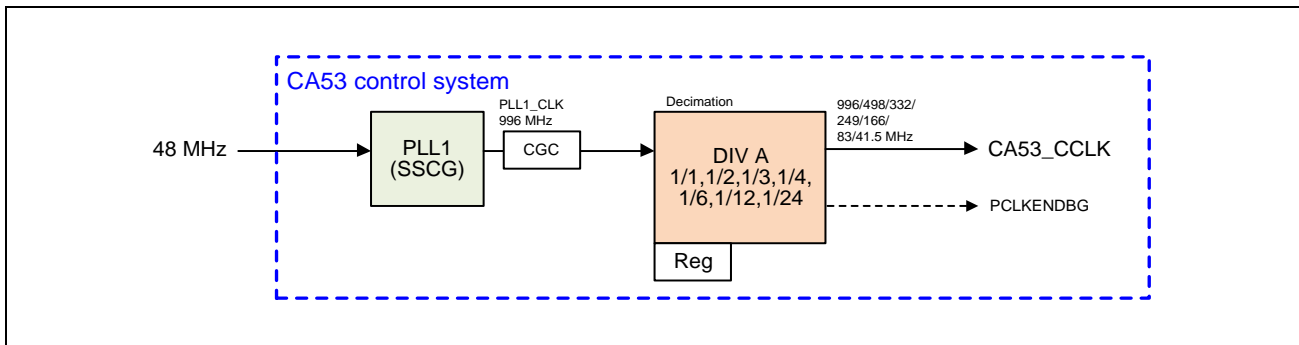 CA53 control system
48 MHz
PLL1
(SSCG)
PLL1_CLK
996 MHz
CGC
Decimation
DIV A
1/1,1/2,1/3,1/4,
1/6,1/12,1/24
Reg
996/498/332/
249/166/
83/41.5 MHz
CA53_CCLK
PCLKENDBG